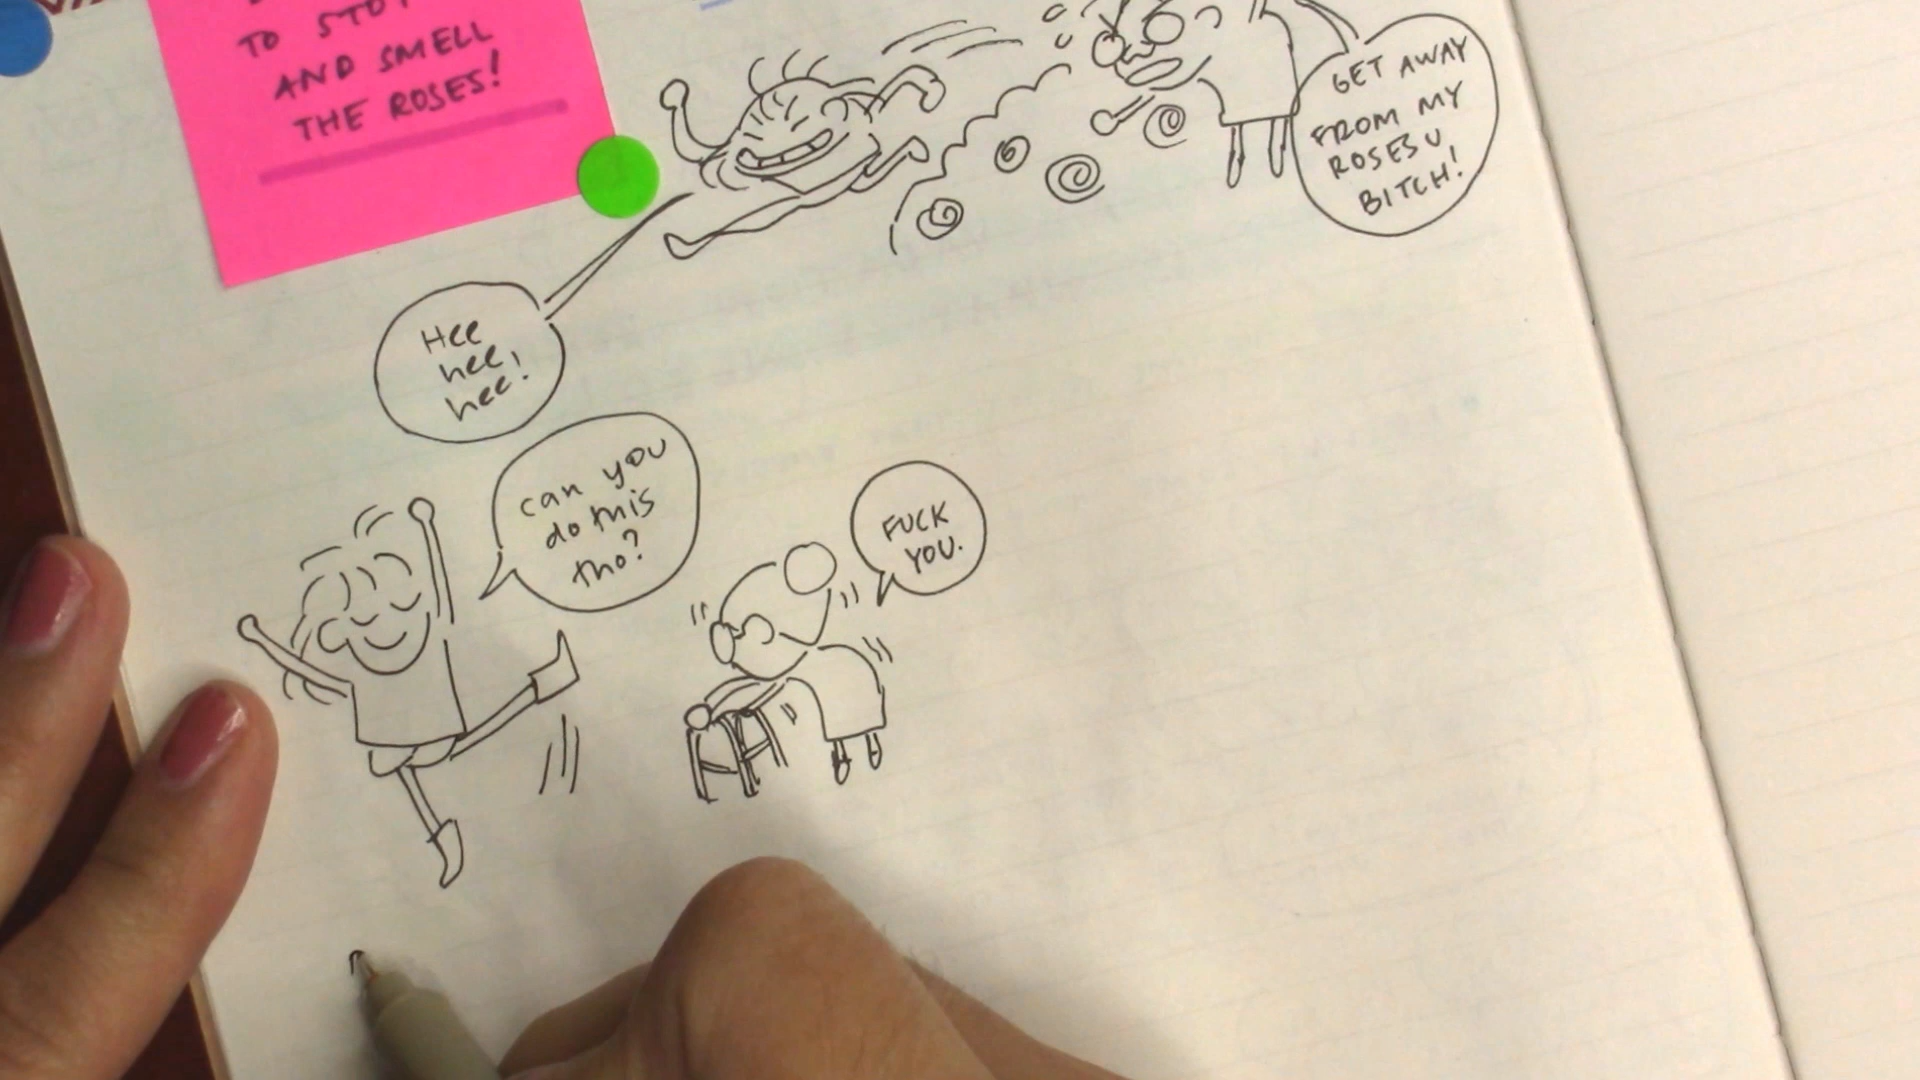 TO STOP
AND SMELL
THE ROSES!
GET AWAY
FROM MY
ROSES U
BITCH!
Hee
hee
hee!
can you
do this
tho?
FUCK
YOU.